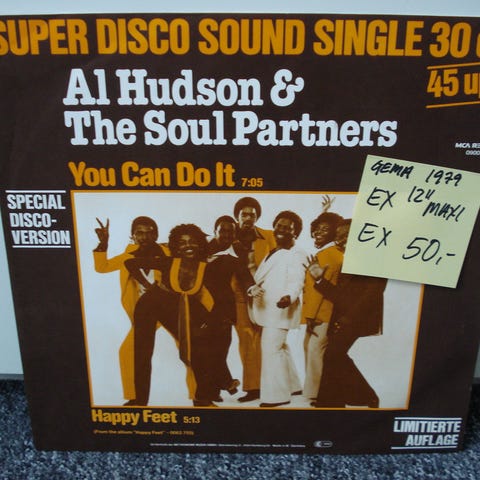 SUPER DISCO SOUND SINGLE 30
45
Al Hudson &
The Soul Partners
MCA
You Can Do It 7:05
SPECIAL
DISCO-
VERSION
GEMA 1979
EX 12" MAXI
EX 50,-
Happy Feet 5:13
(From the album "Happy Feet" - 0062.755)
LIMITIERTE
AUFLAGE